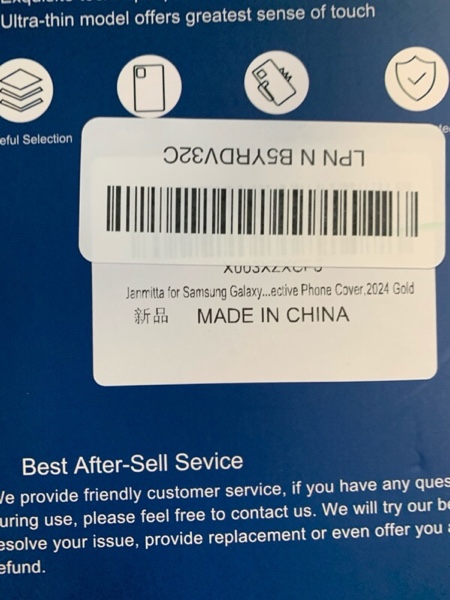 Ultra-thin model offers greatest sense of touch
eful Selection
LPN N B5YRDV32C
Janmitta for Samsung Galaxy...ective Phone Cover,2024 Gold
新品 MADE IN CHINA
Best After-Sell Sevice
We provide friendly customer service, if you have any ques
uring use, please feel free to contact us. We will try our be
esolve your issue, provide replacement or even offer you a
efund.